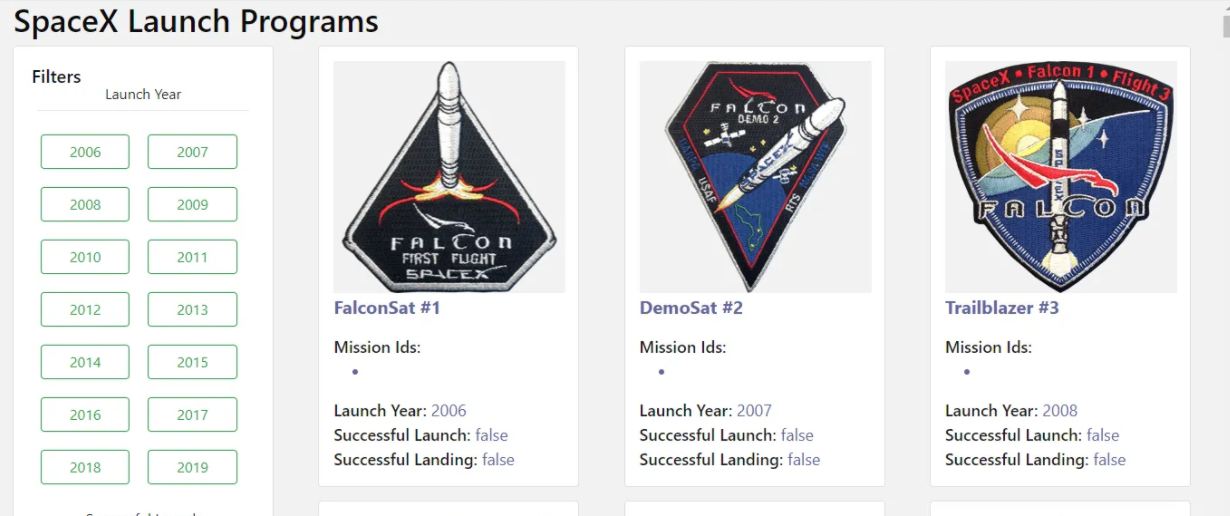 SpaceX Launch Programs
Filters
Launch Year
2006
2007
2008
2009
2010
2011
2012
2013
2014
2015
2016
2017
2018
2019
FALCON
FIRST FLIGHT
SPACEX
FalconSat #1
Mission Ids:
•
Launch Year: 2006
Successful Launch: false
Successful Landing: false
FALCON
DEMO 2
SPACEX
USAF
RTS
DemoSat #2
Mission Ids:
•
Launch Year: 2007
Successful Launch: false
Successful Landing: false
SpaceX • Falcon 1 • Flight 3
SPACEX
FALCON
Trailblazer #3
Mission Ids:
•
Launch Year: 2008
Successful Launch: false
Successful Landing: false